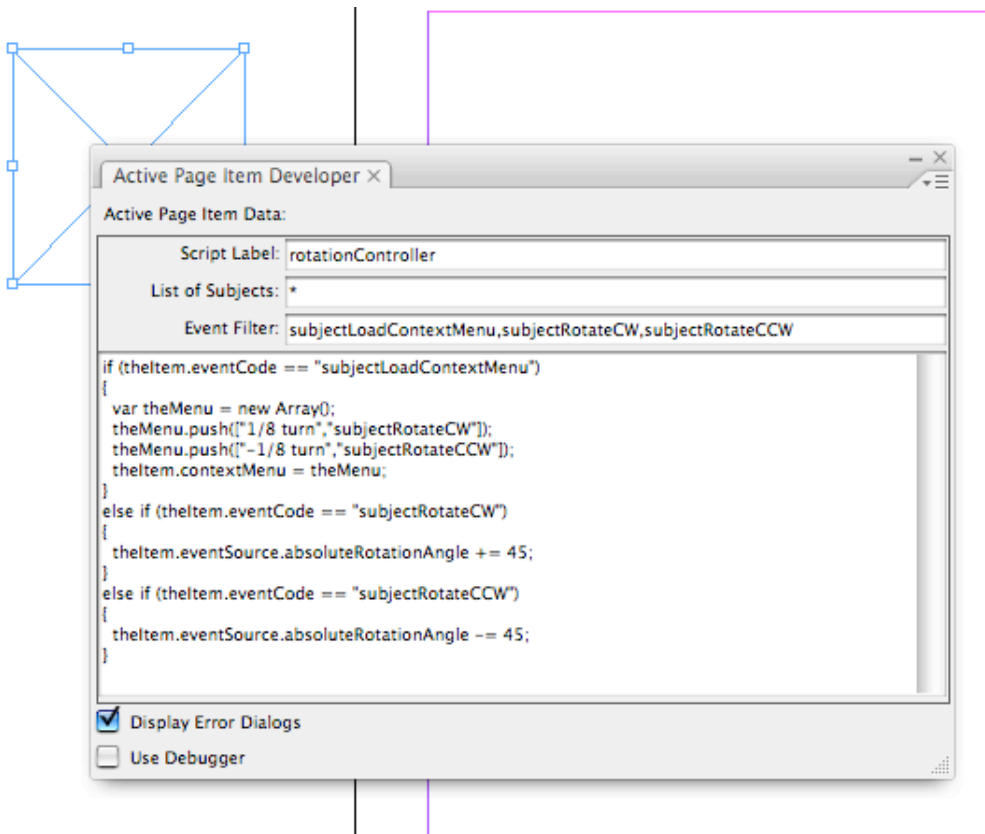 Active Page Item Developer ×
Active Page Item Data:
Script Label: rotationController
List of Subjects: *
Event Filter: subjectLoadContextMenu,subjectRotateCW,subjectRotateCCW
if (theItem.eventCode == "subjectLoadContextMenu")
{
var theMenu = new Array();
theMenu.push(["1/8 turn","subjectRotateCW"]);
theMenu.push(["-1/8 turn","subjectRotateCCW"]);
theItem.contextMenu = theMenu;
}
else if (theItem.eventCode == "subjectRotateCW")
{
theItem.eventSource.absoluteRotationAngle += 45;
}
else if (theItem.eventCode == "subjectRotateCCW")
{
theItem.eventSource.absoluteRotationAngle -= 45;
}
Display Error Dialogs
Use Debugger